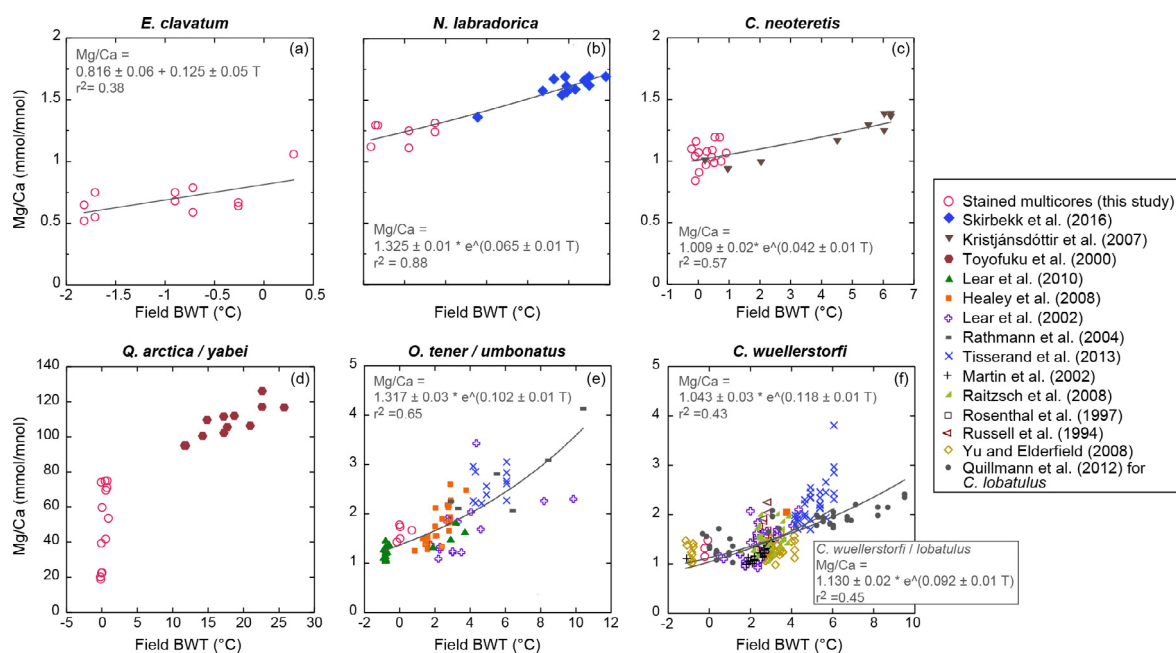 E. clavatum
N. labradorica
C. neoteretis
2
1.5
1
0.5
0
Mg/Ca (mmol/mnol)
(a)
Mg/Ca =
0.816 ± 0.06 + 0.125 ± 0.05 T
r²= 0.38
-2
-1.5
-1
-0.5
0
0.5
Field BWT (°C)
(b)
Mg/Ca =
1.325 ± 0.01 * e^(0.065 ± 0.01 T)
r² = 0.88
0
2
4
6
8
10
12
Field BWT (°C)
2
1.5
1
0.5
0
(c)
Mg/Ca =
1.009 ± 0.02* e^(0.042 ± 0.01 T)
r² = 0.57
-1
0
1
2
3
4
5
6
7
Field BWT (°C)
Q. arctica / yabei
O. tener / umbonatus
C. wuellerstorfi
140
120
100
80
60
40
20
0
Mg/Ca (mmol/mnol)
(d)
-5
0
5
10
15
20
25
30
Field BWT (°C)
5
4
3
2
1
0
(e)
Mg/Ca =
1.317 ± 0.03 * e^(0.102 ± 0.01 T)
r² =0.65
-2
0
2
4
6
8
10
12
Field BWT (°C)
5
4
3
2
1
0
(f)
Mg/Ca =
1.043 ± 0.03 * e^(0.118 ± 0.01 T)
r² =0.43
C. wuellerstorfi / lobatulus
Mg/Ca =
1.130 ± 0.02 * e^(0.092 ± 0.01 T)
r² =0.45
-2
0
2
4
6
8
10
Field BWT (°C)
Stained multicores (this study)
Skirbekk et al. (2016)
Kristjánsdóttir et al. (2007)
Toyofuku et al. (2000)
Lear et al. (2010)
Healey et al. (2008)
Lear et al. (2002)
Rathmann et al. (2004)
Tisserand et al. (2013)
Martin et al. (2002)
Raitzsch et al. (2008)
Rosenthal et al. (1997)
Russell et al. (1994)
Yu and Elderfield (2008)
Quillmann et al. (2012) for
C. lobatulus